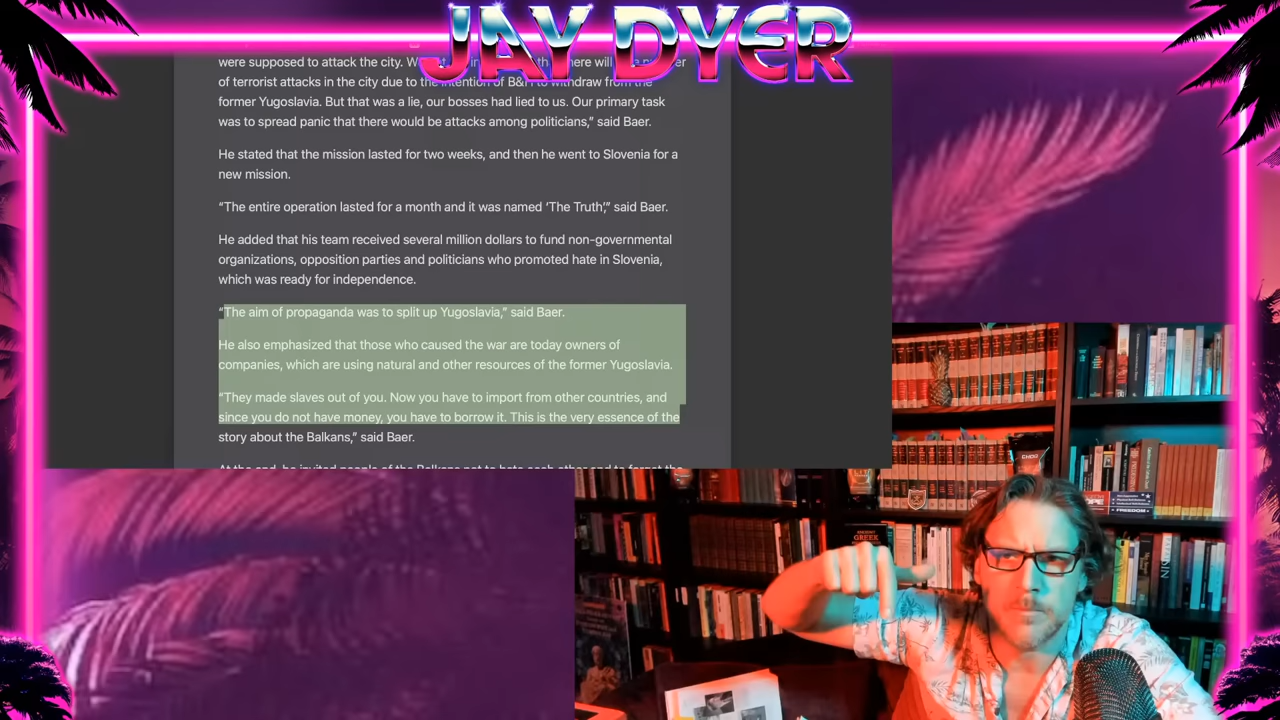 JAY DYER
were supposed to attack the city. W
of terrorist attacks in the city due to the intention of B&H to withdraw from the
former Yugoslavia. But that was a lie, our bosses had lied to us. Our primary task
was to spread panic that there would be attacks among politicians,” said Baer.
He stated that the mission lasted for two weeks, and then he went to Slovenia for a
new mission.
“The entire operation lasted for a month and it was named ‘The Truth’,” said Baer.
He added that his team received several million dollars to fund non-governmental
organizations, opposition parties and politicians who promoted hate in Slovenia,
which was ready for independence.
“The aim of propaganda was to split up Yugoslavia,” said Baer.
He also emphasized that those who caused the war are today owners of
companies, which are using natural and other resources of the former Yugoslavia.
“They made slaves out of you. Now you have to import from other countries, and
since you do not have money, you have to borrow it. This is the very essence of the
story about the Balkans,” said Baer.
CHOQ
GREEK
FREEDOM